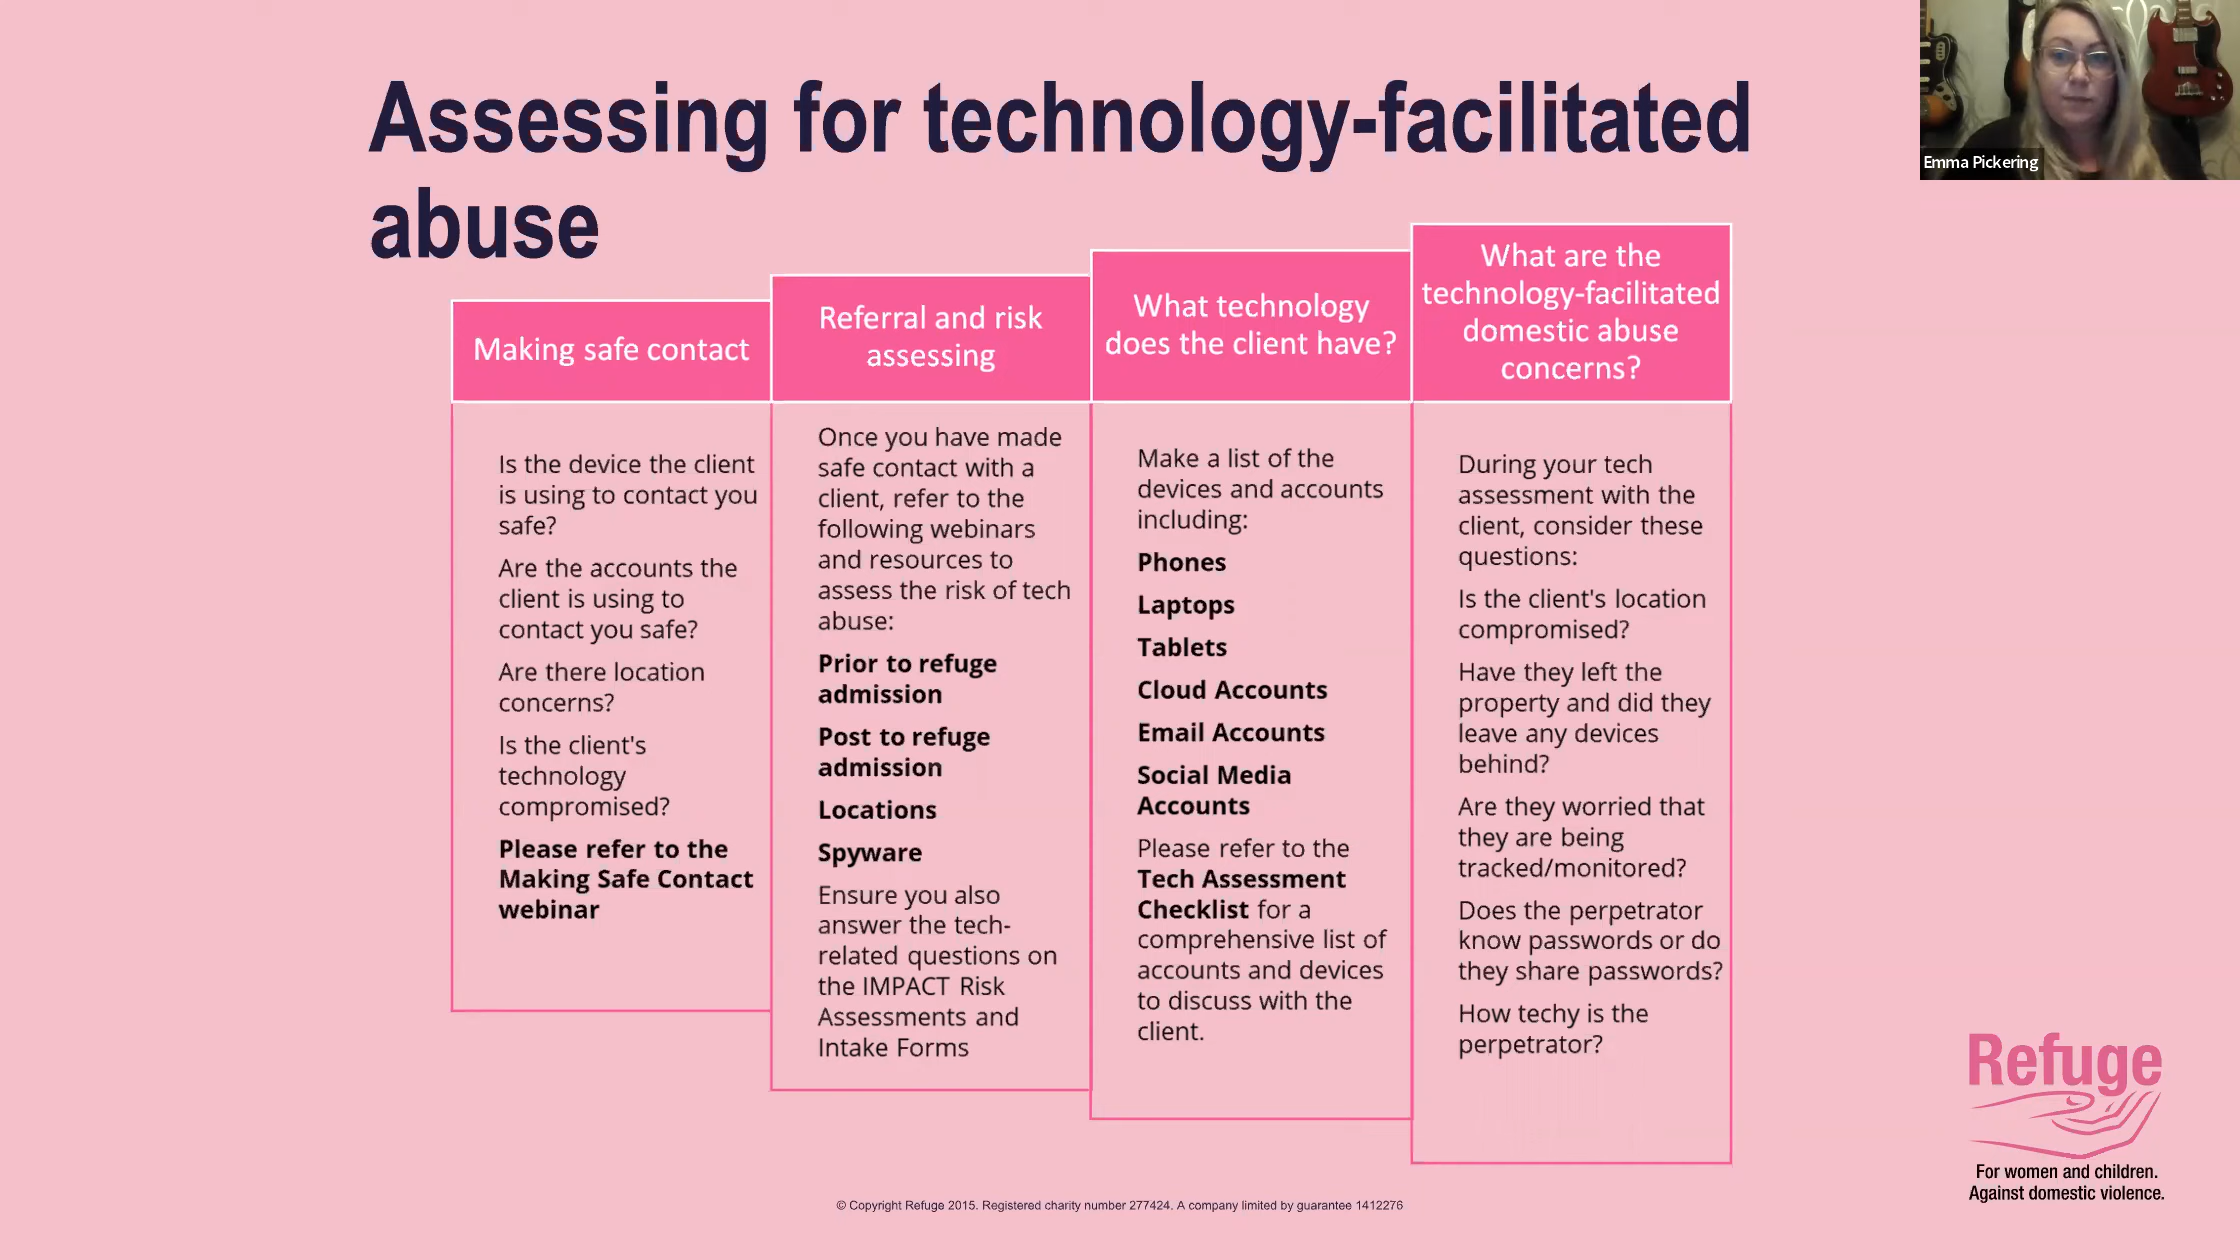 Assessing for technology-facilitated
abuse
Emma Pickering
Making safe contact
Is the device the client
is using to contact you
safe?
Are the accounts the
client is using to
contact you safe?
Are there location
concerns?
Is the client's
technology
compromised?
Please refer to the
Making Safe Contact
webinar
Referral and risk
assessing
Once you have made
safe contact with a
client, refer to the
following webinars
and resources to
assess the risk of tech
abuse:
Prior to refuge
admission
Post to refuge
admission
Locations
Spyware
Ensure you also
answer the tech-
related questions on
the IMPACT Risk
Assessments and
Intake Forms
What technology
does the client have?
Make a list of the
devices and accounts
including:
Phones
Laptops
Tablets
Cloud Accounts
Email Accounts
Social Media
Accounts
Please refer to the
Tech Assessment
Checklist for a
comprehensive list of
accounts and devices
to discuss with the
client.
What are the
technology-facilitated
domestic abuse
concerns?
During your tech
assessment with the
client, consider these
questions:
Is the client's location
compromised?
Have they left the
property and did they
leave any devices
behind?
Are they worried that
they are being
tracked/monitored?
Does the perpetrator
know passwords or do
they share passwords?
How techy is the
perpetrator?
Refuge
For women and children.
Against domestic violence.
© Copyright Refuge 2015. Registered charity number 277424. A company limited by guarantee 1412276